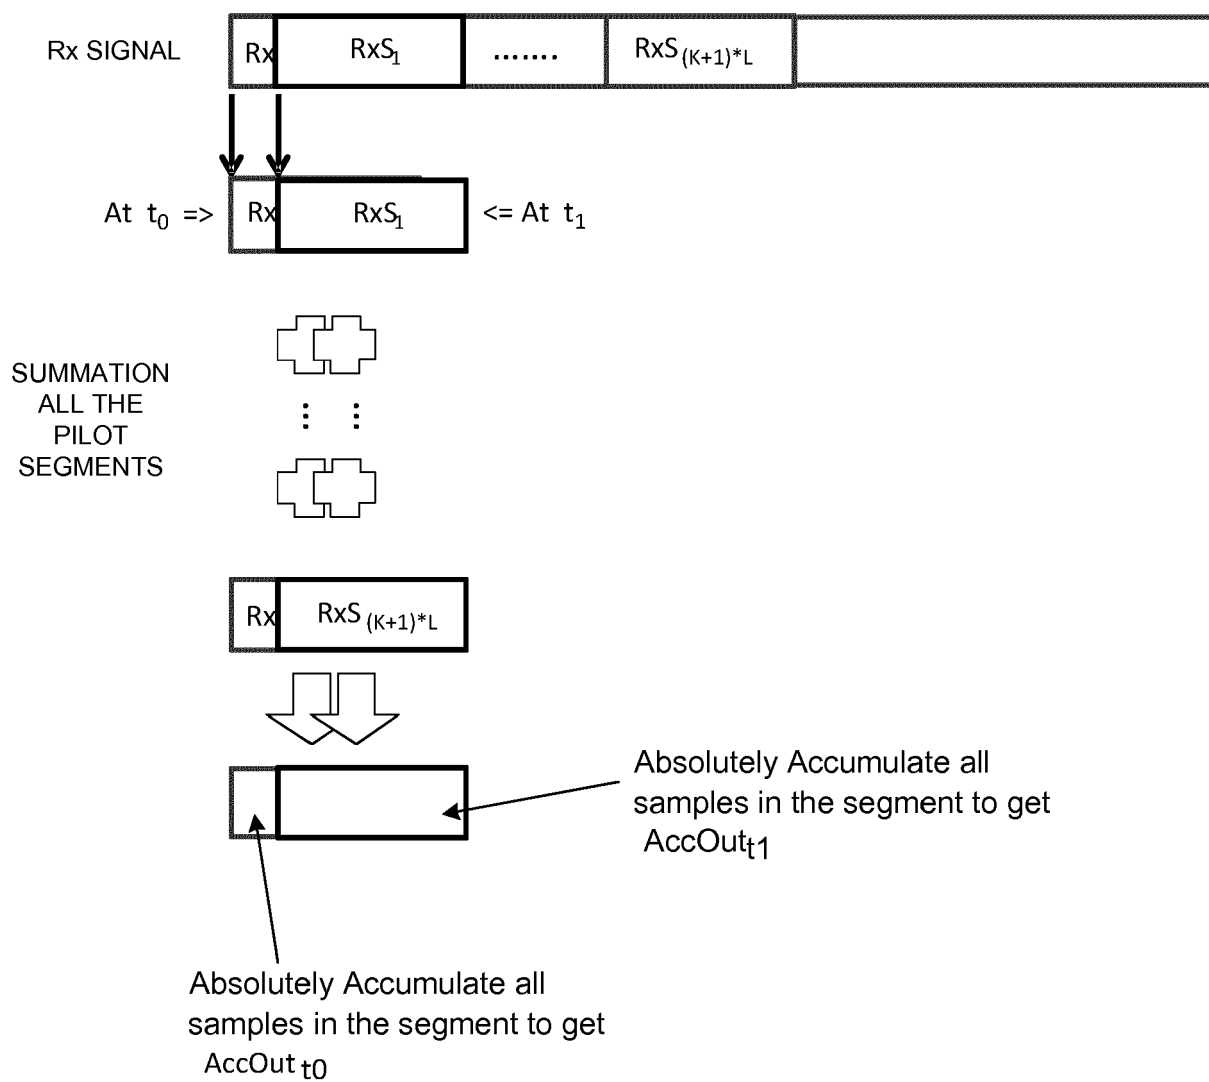 Rx SIGNAL Rx RxS1 ....... RxS(K+1)*L
At t0 => Rx RxS1 <= At t1
SUMMATION
ALL THE
PILOT
SEGMENTS
Rx RxS(K+1)*L
Absolutely Accumulate all
samples in the segment to get
AccOutt1
Absolutely Accumulate all
samples in the segment to get
AccOut t0